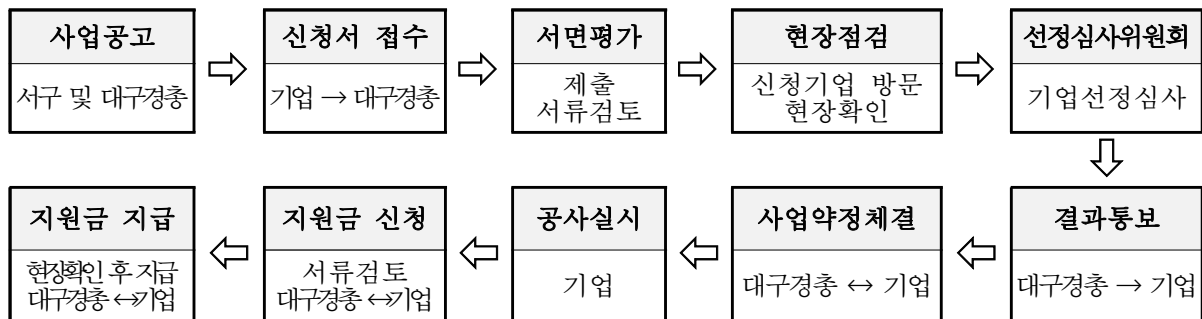 사업공고
서구 및 대구경총
신청서 접수
기업 → 대구경총
서면평가
제출
서류검토
현장점검
신청기업 방문
현장확인
선정심사위원회
기업선정심사
결과통보
대구경총 → 기업
사업약정체결
대구경총 ↔ 기업
공사실시
기업
지원금 신청
서류검토
대구경총 ↔기업
지원금 지급
현장확인 후 지급
대구경총 ↔기업